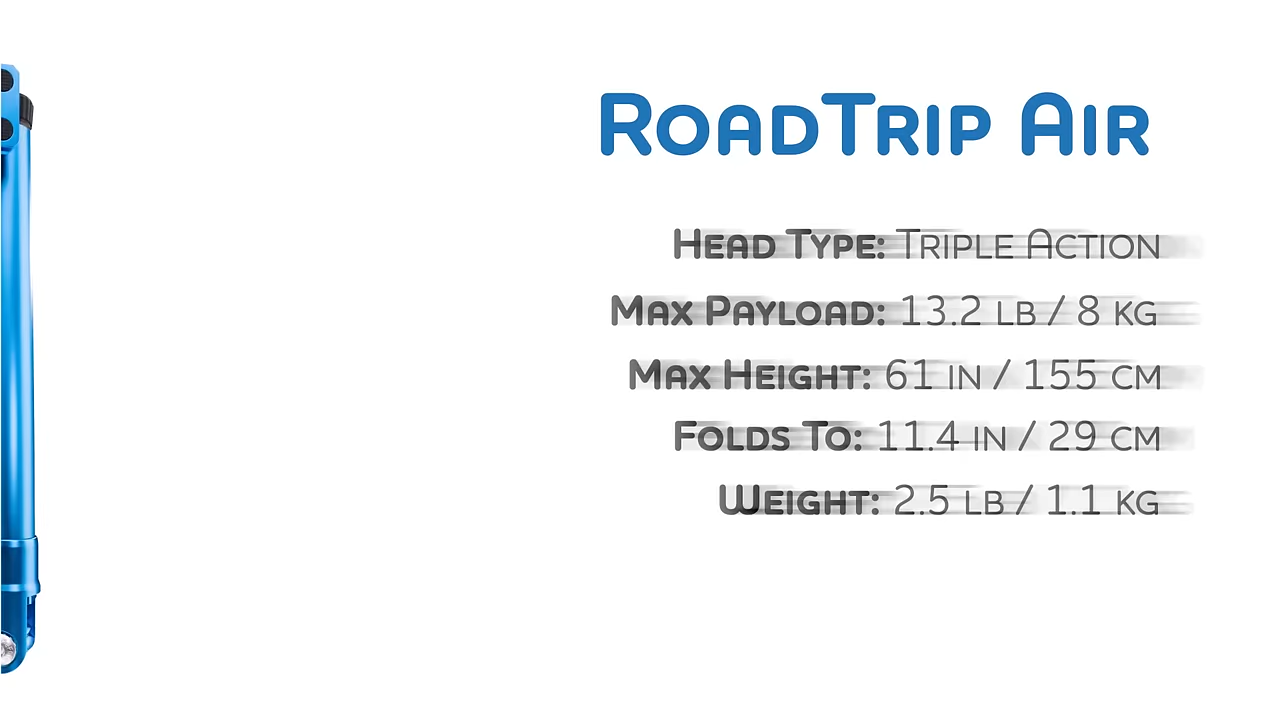 RoadTrip Air
Head Type: Triple Action
Max Payload: 13.2 lb / 8 kg
Max Height: 61 in / 155 cm
Folds To: 11.4 in / 29 cm
Weight: 2.5 lb / 1.1 kg